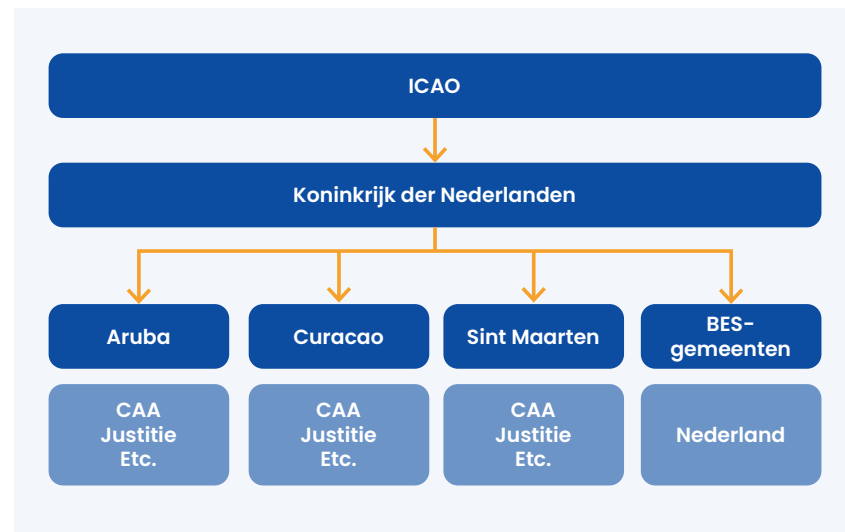 ICAO
Koninkrijk der Nederlanden
Aruba
Curacao
Sint Maarten
BES-
gemeenten
CAA
Justitie
Etc.
CAA
Justitie
Etc.
CAA
Justitie
Etc.
Nederland